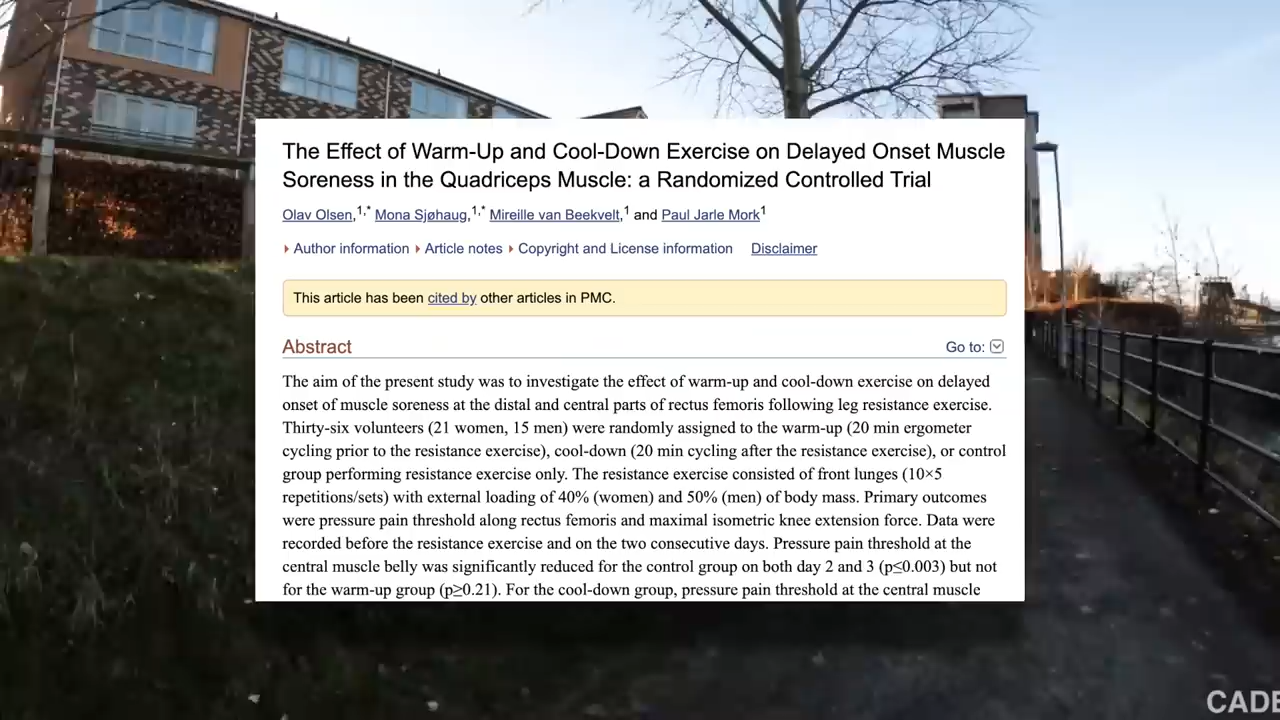 The Effect of Warm-Up and Cool-Down Exercise on Delayed Onset Muscle
Soreness in the Quadriceps Muscle: a Randomized Controlled Trial
Olav Olsen,1,* Mona Sjøhaug,1,* Mireille van Beekvelt,1 and Paul Jarle Mork1
Author information Article notes Copyright and License information Disclaimer
This article has been cited by other articles in PMC.
Abstract
Go to:
The aim of the present study was to investigate the effect of warm-up and cool-down exercise on delayed
onset of muscle soreness at the distal and central parts of rectus femoris following leg resistance exercise.
Thirty-six volunteers (21 women, 15 men) were randomly assigned to the warm-up (20 min ergometer
cycling prior to the resistance exercise), cool-down (20 min cycling after the resistance exercise), or control
group performing resistance exercise only. The resistance exercise consisted of front lunges (10×5
repetitions/sets) with external loading of 40% (women) and 50% (men) of body mass. Primary outcomes
were pressure pain threshold along rectus femoris and maximal isometric knee extension force. Data were
recorded before the resistance exercise and on the two consecutive days. Pressure pain threshold at the
central muscle belly was significantly reduced for the control group on both day 2 and 3 (p≤0.003) but not
for the warm-up group (p≥0.21). For the cool-down group, pressure pain threshold at the central muscle